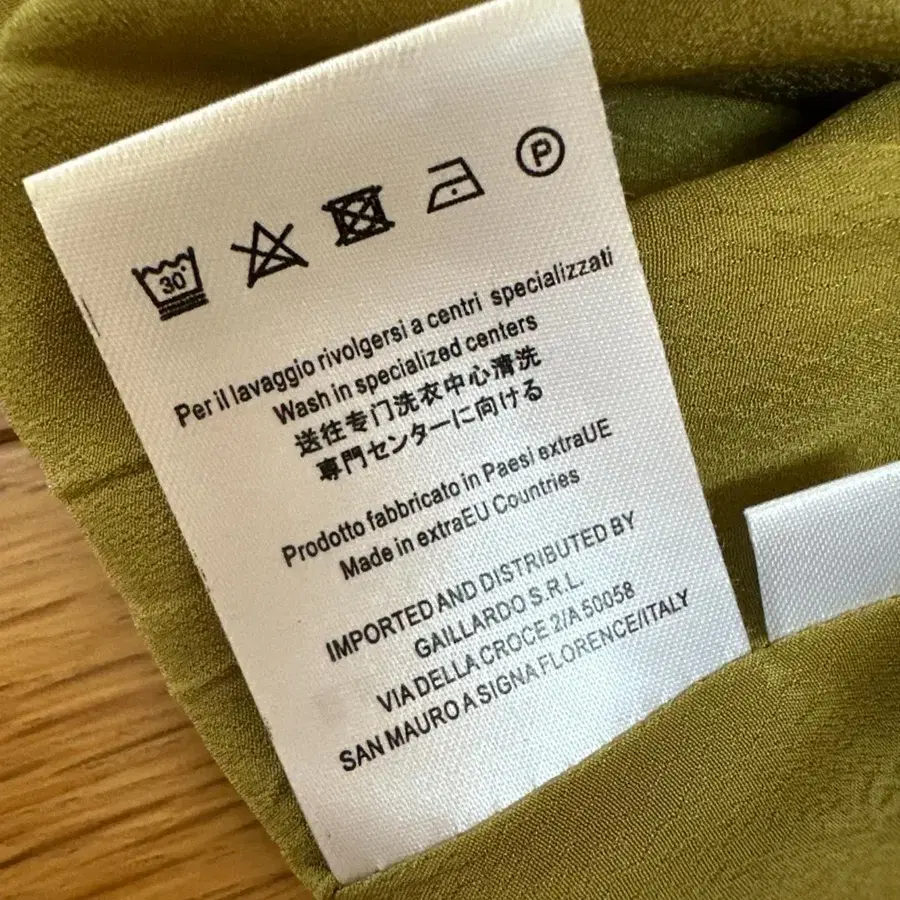 30°
P
Per il lavaggio rivolgersi a centri specializzati
Wash in specialized centers
送往专门洗衣中心清洗
専門センターに向ける
Prodotto fabbricato in Paesi extraUE
Made in extraEU Countries
IMPORTED AND DISTRIBUTED BY
GAILLARDO S.R.L.
VIA DELLA CROCE 2/A 50058
SAN MAURO A SIGNA FLORENCE/ITALY